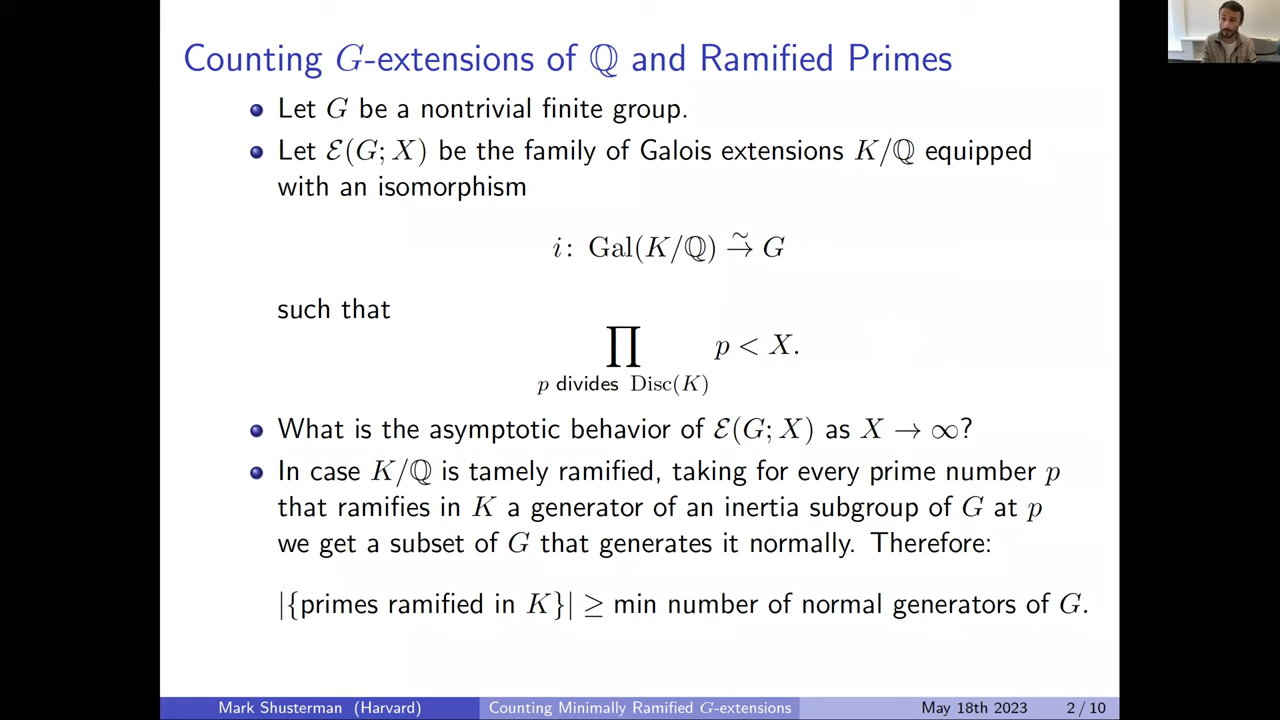 Counting G-extensions of ℚ and Ramified Primes
Let G be a nontrivial finite group.
Let ℰ(G; X) be the family of Galois extensions K/ℚ equipped
with an isomorphism
i: Gal(K/ℚ) →̃ G
such that
∏ p < X.
p divides Disc(K)
What is the asymptotic behavior of ℰ(G; X) as X → ∞?
In case K/ℚ is tamely ramified, taking for every prime number p
that ramifies in K a generator of an inertia subgroup of G at p
we get a subset of G that generates it normally. Therefore:
|{primes ramified in K}| ≥ min number of normal generators of G.
Mark Shusterman (Harvard) Counting Minimally Ramified G-extensions May 18th 2023 2 / 10